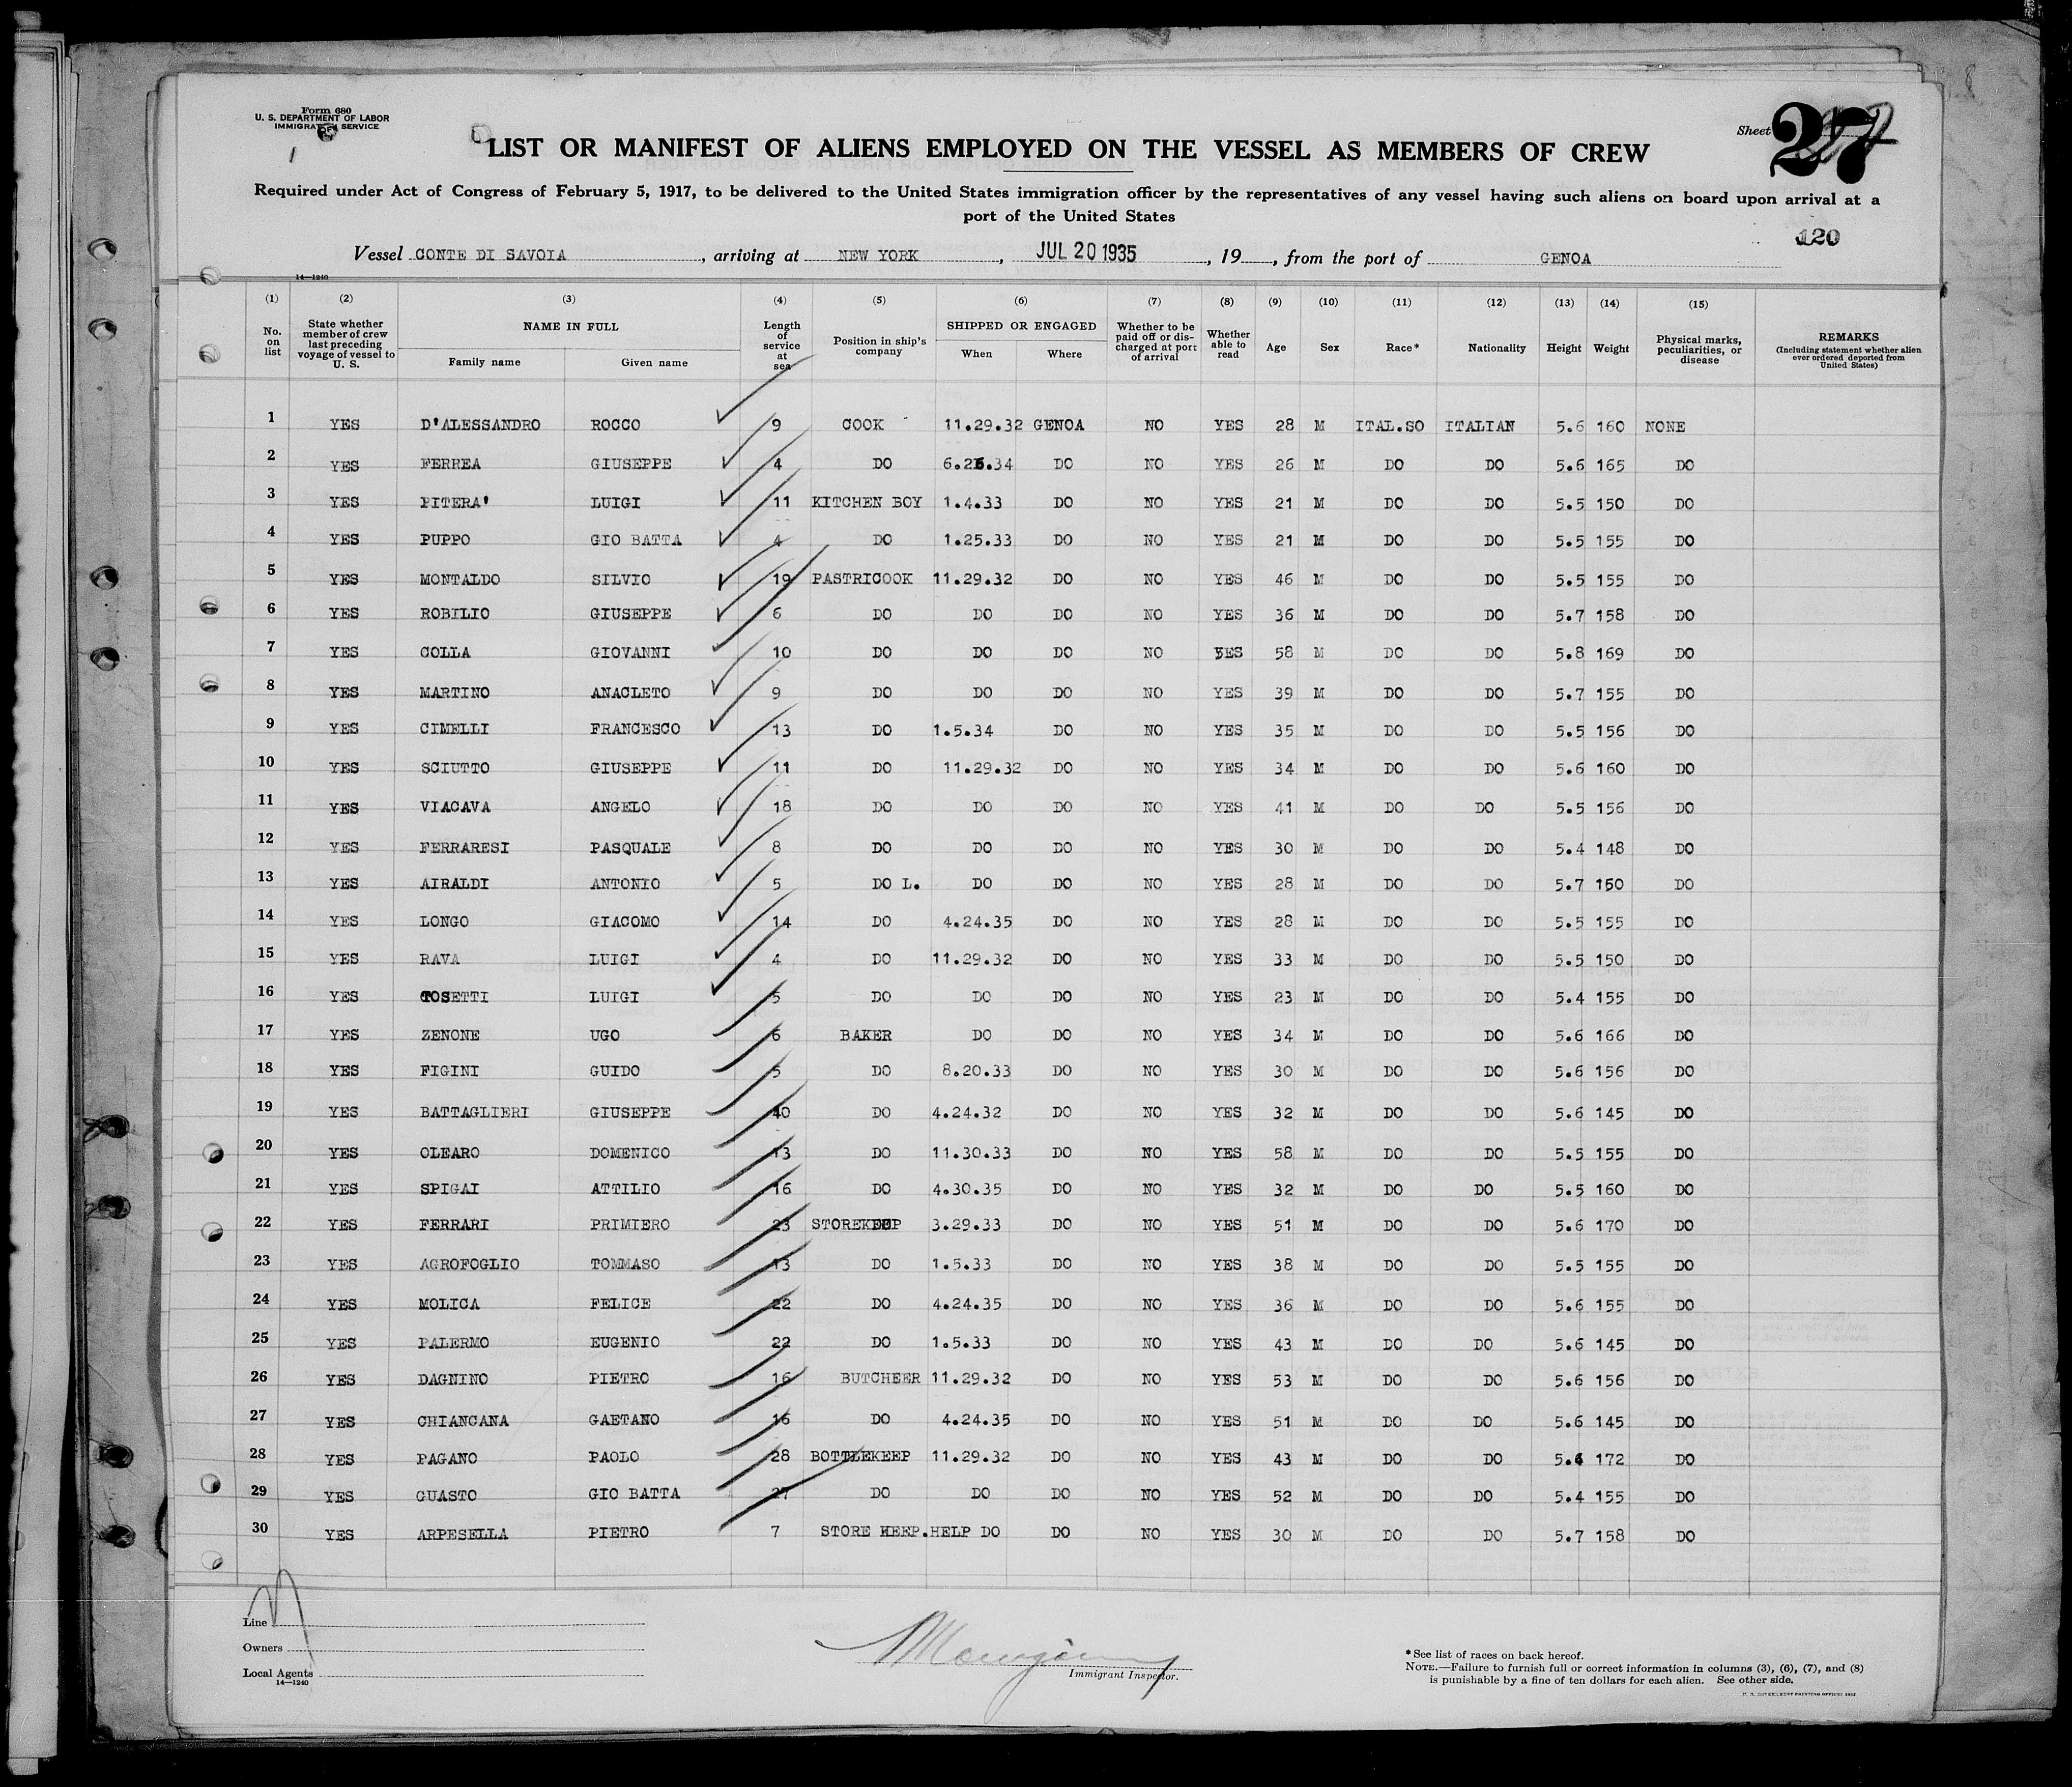 Form 680
U. S. DEPARTMENT OF LABOR
IMMIGRATION SERVICE
Sheet 27
LIST OR MANIFEST OF ALIENS EMPLOYED ON THE VESSEL AS MEMBERS OF CREW
Required under Act of Congress of February 5, 1917, to be delivered to the United States immigration officer by the representatives of any vessel having such aliens on board upon arrival at a
port of the United States
120
Vessel CONTE DI SAVOIA, arriving at NEW YORK, JUL 20 1935, 19, from the port of GENOA
14—1240
(1) (2) (3) (4) (5) (6) (7) (8) (9) (10) (11) (12) (13) (14) (15)
No. on list State whether member of crew last preceding voyage of vessel to U. S. NAME IN FULL Family name Given name Length of service at sea Position in ship's company SHIPPED OR ENGAGED When Where Whether to be paid off or discharged at port of arrival Whether able to read Age Sex Race* Nationality Height Weight Physical marks, peculiarities, or disease REMARKS (Including statement whether alien ever ordered deported from United States)
1 YES D'ALESSANDRO ROCCO 9 COOK 11.29.32 GENOA NO YES 28 M ITAL.SO ITALIAN 5.6 160 NONE
2 YES FERREA GIUSEPPE 4 DO 6.26.34 DO NO YES 26 M DO DO 5.6 165 DO
3 YES PITERA' LUIGI 11 KITCHEN BOY 1.4.33 DO NO YES 21 M DO DO 5.5 150 DO
4 YES PUPPO GIO BATTA 4 DO 1.25.33 DO NO YES 21 M DO DO 5.5 155 DO
5 YES MONTALDO SILVIO 19 PASTRICOOK 11.29.32 DO NO YES 46 M DO DO 5.5 155 DO
6 YES ROBILIO GIUSEPPE 6 DO DO DO NO YES 36 M DO DO 5.7 158 DO
7 YES COLLA GIOVANNI 10 DO DO DO NO YES 58 M DO DO 5.8 169 DO
8 YES MARTINO ANACLETO 9 DO DO DO NO YES 39 M DO DO 5.7 155 DO
9 YES CIMELLI FRANCESCO 13 DO 1.5.34 DO NO YES 35 M DO DO 5.5 156 DO
10 YES SCIUTTO GIUSEPPE 11 DO 11.29.32 DO NO YES 34 M DO DO 5.6 160 DO
11 YES VIACAVA ANGELO 18 DO DO DO NO YES 41 M DO DO 5.5 156 DO
12 YES FERRARESI PASQUALE 8 DO DO DO NO YES 30 M DO DO 5.4 148 DO
13 YES AIRALDI ANTONIO 5 DO L. DO DO NO YES 28 M DO DO 5.7 150 DO
14 YES LONGO GIACOMO 14 DO 4.24.35 DO NO YES 28 M DO DO 5.5 155 DO
15 YES RAVA LUIGI 4 DO 11.29.32 DO NO YES 33 M DO DO 5.5 150 DO
16 YES TOSETTI LUIGI 5 DO DO DO NO YES 23 M DO DO 5.4 155 DO
17 YES ZENONE UGO 6 BAKER DO DO NO YES 34 M DO DO 5.6 166 DO
18 YES FIGINI GUIDO 5 DO 8.20.33 DO NO YES 30 M DO DO 5.6 156 DO
19 YES BATTAGLIERI GIUSEPPE 40 DO 4.24.32 DO NO YES 32 M DO DO 5.6 145 DO
20 YES CLEARO DOMENICO 13 DO 11.30.33 DO NO YES 58 M DO DO 5.5 155 DO
21 YES SPIGAI ATTILIO 16 DO 4.30.35 DO NO YES 32 M DO DO 5.5 160 DO
22 YES FERRARI PRIMIERO 23 STOREKEEP 3.29.33 DO NO YES 51 M DO DO 5.6 170 DO
23 YES AGROFOGLIO TOMMASO 13 DO 1.5.33 DO NO YES 38 M DO DO 5.5 155 DO
24 YES MOLICA FELICE 22 DO 4.24.35 DO NO YES 36 M DO DO 5.6 155 DO
25 YES PALERMO EUGENIO 22 DO 1.5.33 DO NO YES 43 M DO DO 5.6 145 DO
26 YES DAGNINO PIETRO 16 BUTCHEER 11.29.32 DO NO YES 53 M DO DO 5.6 156 DO
27 YES CHIANCANA GAETANO 16 DO 4.24.35 DO NO YES 51 M DO DO 5.6 145 DO
28 YES PAGANO PAOLO 28 BOTTLEKEEP 11.29.32 DO NO YES 43 M DO DO 5.4 172 DO
29 YES GUASTO GIO BATTA 27 DO DO DO NO YES 52 M DO DO 5.4 155 DO
30 YES ARPESELLA PIETRO 7 STORE KEEP.HELP DO DO NO YES 30 M DO DO 5.7 158 DO
Line
Owners
Local Agents
14—1240
Immigrant Inspector.
*See list of races on back hereof.
NOTE.—Failure to furnish full or correct information in columns (3), (6), (7), and (8)
is punishable by a fine of ten dollars for each alien. See other side.